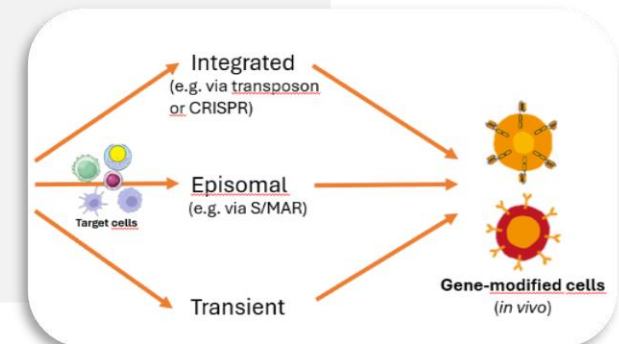 Integrated
(e.g. via transposon
or CRISPR)
Target cells
Episomal
(e.g. via S/MAR)
Transient
Gene-modified cells
(in vivo)